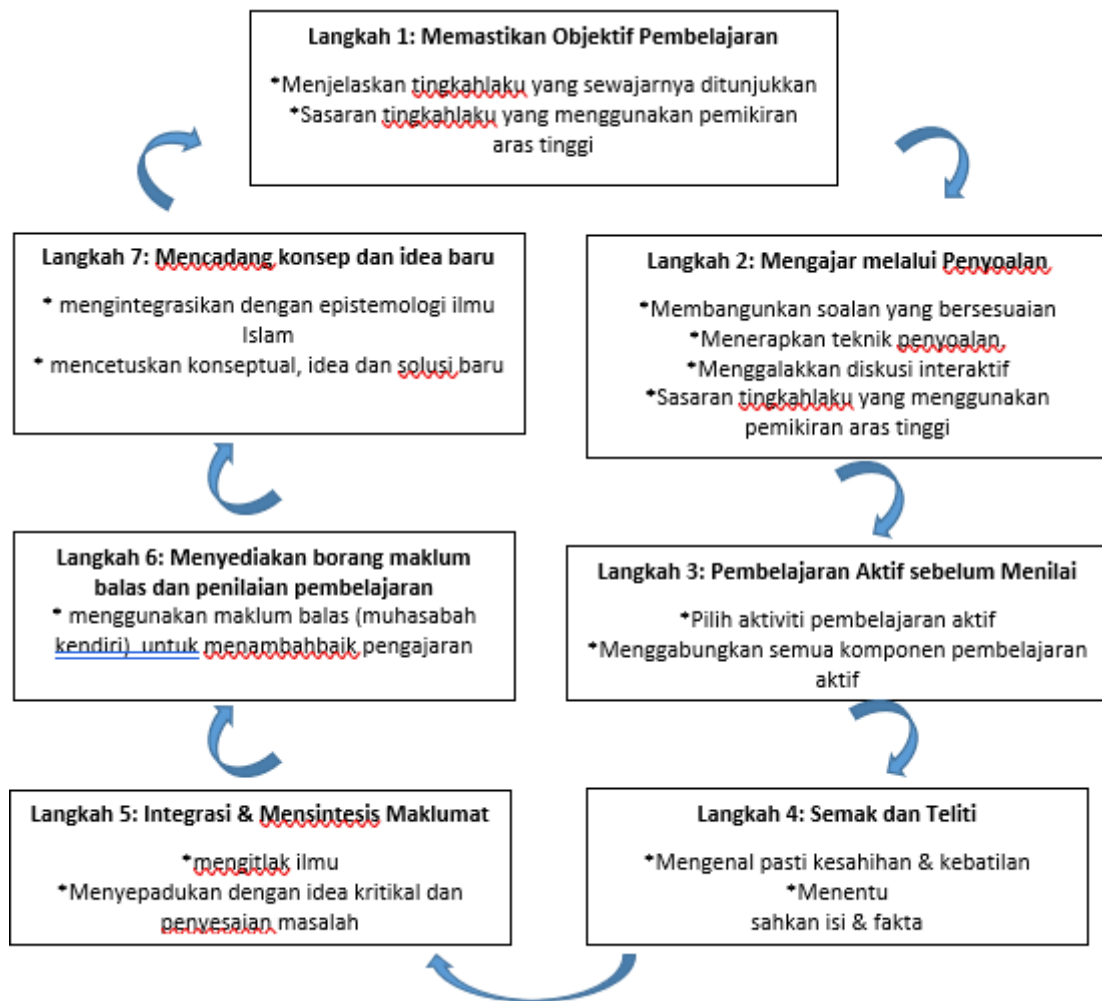 Langkah 1: Memastikan Objektif Pembelajaran
*Menjelaskan tingkahlaku yang sewajarnya ditunjukkan
*Sasaran tingkahlaku yang menggunakan pemikiran
aras tinggi
Langkah 2: Mengajar melalui Penyoalan
*Membangunkan soalan yang bersesuaian
*Menerapkan teknik penyoalan,
*Menggalakkan diskusi interaktif
*Sasaran tingkahlaku yang menggunakan
pemikiran aras tinggi
Langkah 3: Pembelajaran Aktif sebelum Menilai
*Pilih aktiviti pembelajaran aktif
*Menggabungkan semua komponen pembelajaran
aktif
Langkah 4: Semak dan Teliti
*Mengenal pasti kesahihan & kebatilan
*Menentu
sahkan isi & fakta
Langkah 5: Integrasi & Mensintesis Maklumat
*mengitlak ilmu
*Menyepadukan dengan idea kritikal dan
penyesaian masalah
Langkah 6: Menyediakan borang maklum
balas dan penilaian pembelajaran
* menggunakan maklum balas (muhasabah
kendiri) untuk menambahbaik pengajaran
Langkah 7: Mencadang konsep dan idea baru
* mengintegrasikan dengan epistemologi ilmu
Islam
* mencetuskan konseptual, idea dan solusi baru